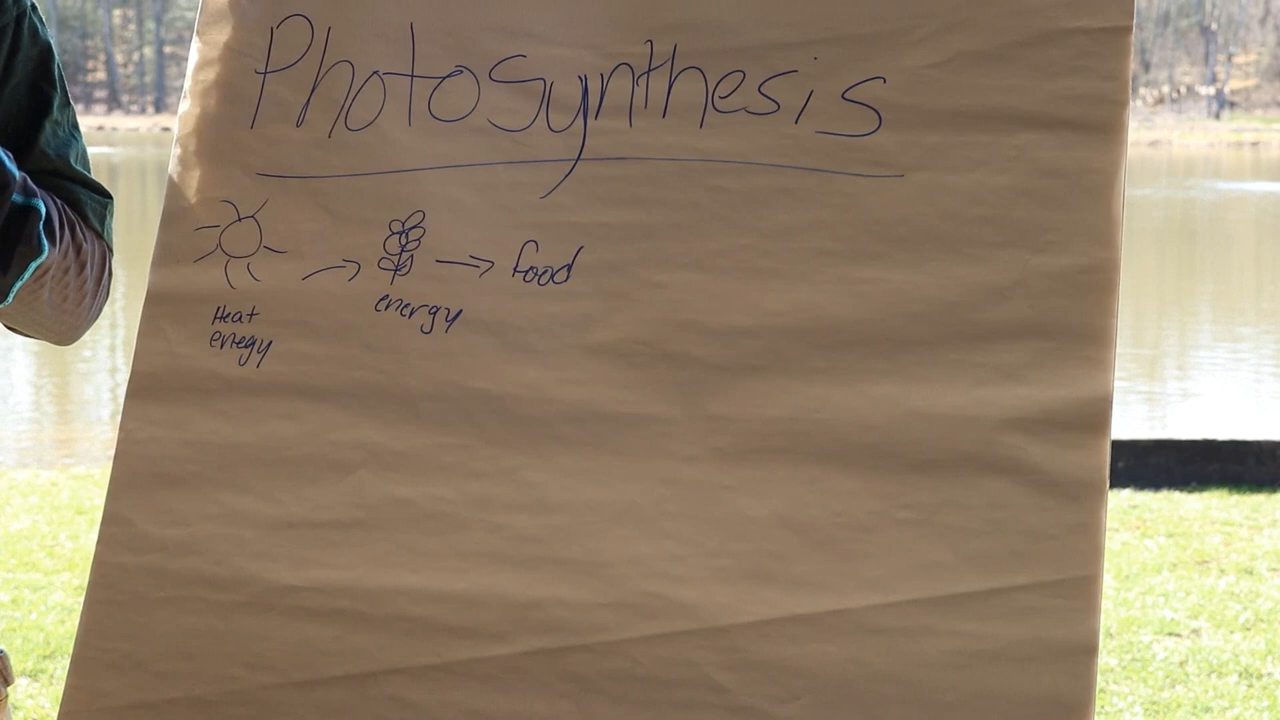 Photosynthesis
→ → food
Heat energy
enegy